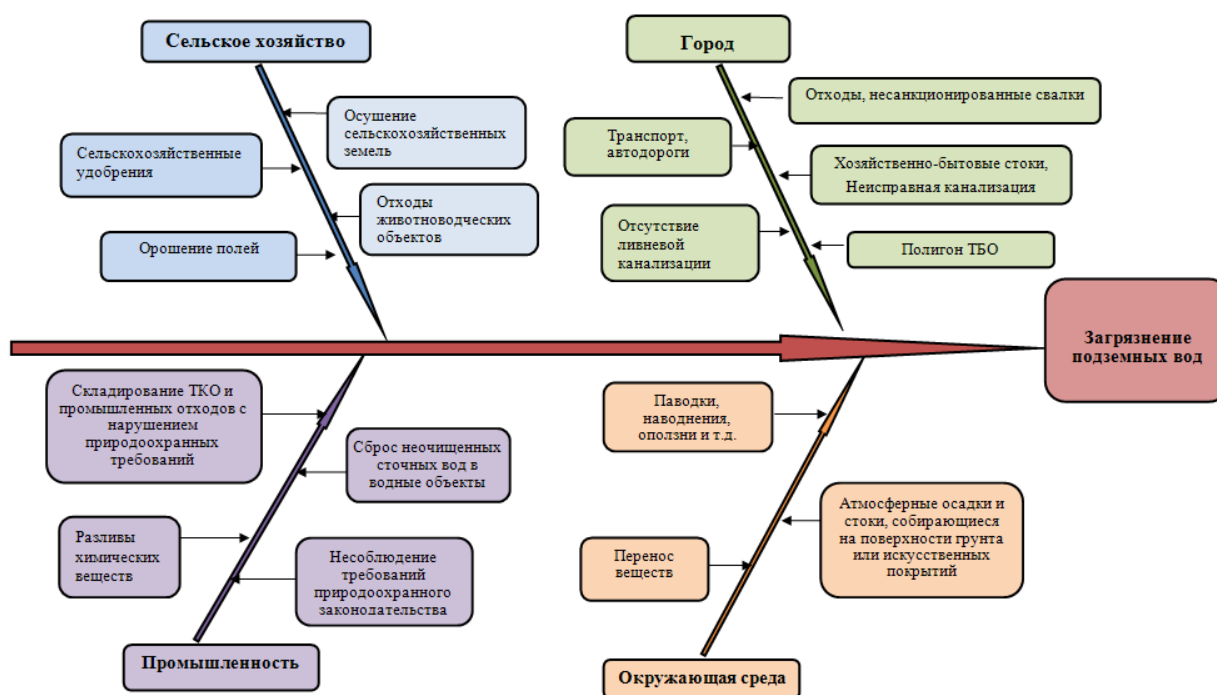 Сельское хозяйство
Осушение
сельскохозяйственных
земель
Сельскохозяйственные
удобрения
Отходы
животноводческих
объектов
Орошение полей
Город
Отходы, несанкционированные свалки
Транспорт,
автодороги
Хозяйственно-бытовые стоки,
Неисправная канализация
Отсутствие
ливневой
канализации
Полигон ТБО
Загрязнение
подземных вод
Складирование ТКО и
промышленных отходов с
нарушением
природоохранных
требований
Сброс неочищенных
сточных вод в
водные объекты
Разливы
химических
веществ
Несоблюдение
требований
природоохранного
законодательства
Промышленность
Паводки,
наводнения,
оползни и т.д.
Атмосферные осадки и
стоки, собирающиеся
на поверхности грунта
или искусственных
покрытий
Перенос
веществ
Окружающая среда